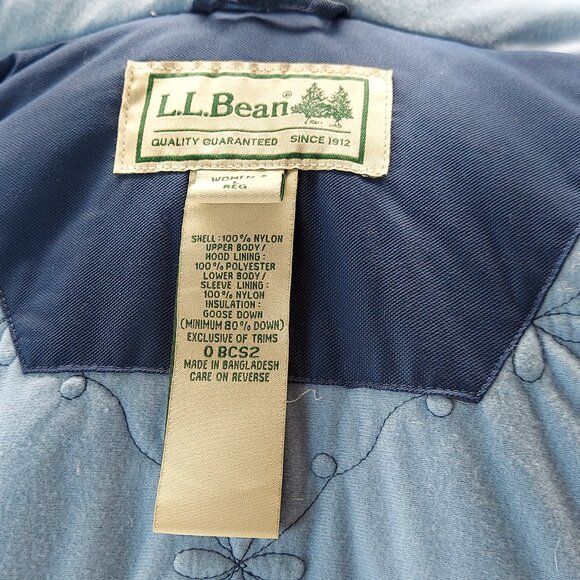 L.L.Bean®
QUALITY GUARANTEED SINCE 1912
WOMEN'S
L
REG
SHELL: 100% NYLON
UPPER BODY/
HOOD LINING:
100% POLYESTER
LOWER BODY/
SLEEVE LINING:
100% NYLON
INSULATION:
GOOSE DOWN
(MINIMUM 80% DOWN)
EXCLUSIVE OF TRIMS
0 BCS2
MADE IN BANGLADESH
CARE ON REVERSE